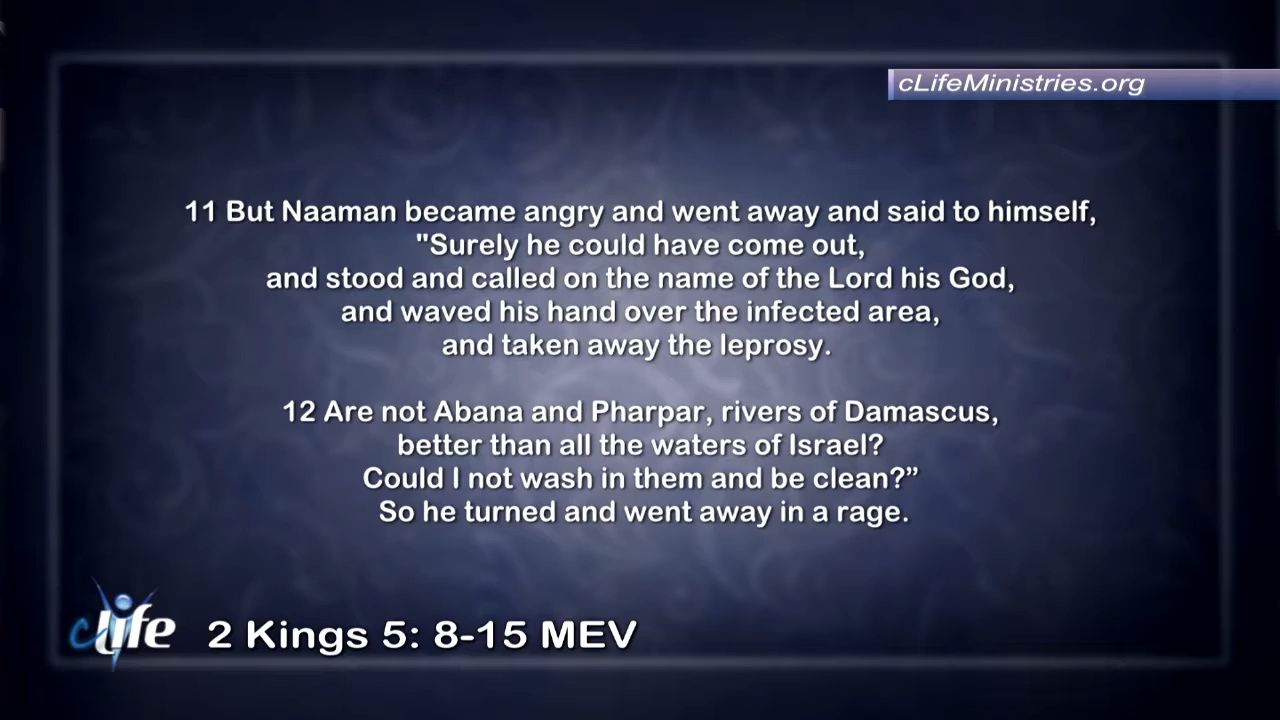 cLifeMinistries.org
11 But Naaman became angry and went away and said to himself,
"Surely he could have come out,
and stood and called on the name of the Lord his God,
and waved his hand over the infected area,
and taken away the leprosy.
12 Are not Abana and Pharpar, rivers of Damascus,
better than all the waters of Israel?
Could I not wash in them and be clean?”
So he turned and went away in a rage.
cLife
2 Kings 5: 8-15 MEV